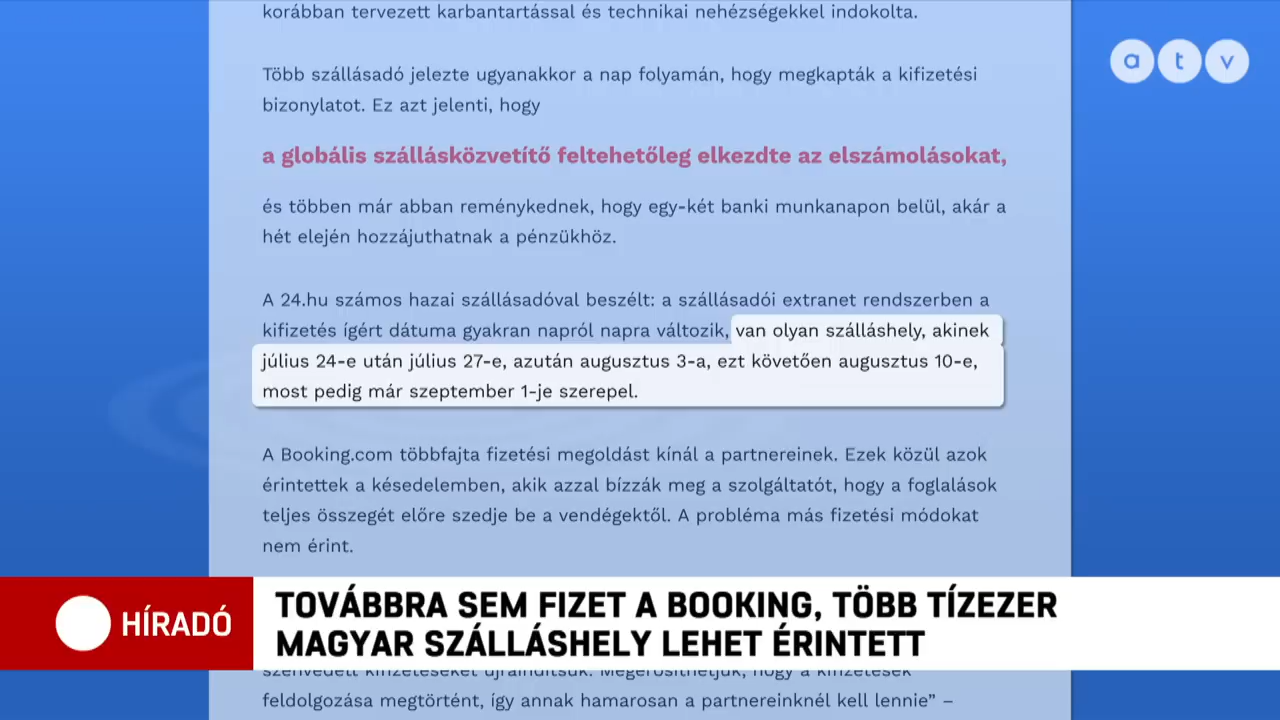 korábban tervezett karbantartással és technikai nehézségekkel indokolta.
atv
Több szállásadó jelezte ugyanakkor a nap folyamán, hogy megkapták a kifizetési
bizonylatot. Ez azt jelenti, hogy
a globális szállásközvetítő feltehetőleg elkezdte az elszámolásokat,
és többen már abban reménykednek, hogy egy-két banki munkanapon belül, akár a
hét elején hozzájuthatnak a pénzükhöz.
A 24.hu számos hazai szállásadóval beszélt: a szállásadói extranet rendszerben a
kifizetés ígért dátuma gyakran napról napra változik, van olyan szálláshely, akinek
július 24-e után július 27-e, azután augusztus 3-a, ezt követően augusztus 10-e,
most pedig már szeptember 1-je szerepel.
A Booking.com többfajta fizetési megoldást kínál a partnereinek. Ezek közül azok
érintettek a késedelemben, akik azzal bízzák meg a szolgáltatót, hogy a foglalások
teljes összegét előre szedje be a vendégektől. A probléma más fizetési módokat
nem érint.
HÍRADÓ
TOVÁBBRA SEM FIZET A BOOKING, TÖBB TÍZEZER
MAGYAR SZÁLLÁSHELY LEHET ÉRINTETT
szenvedett kifizetéseket újraindítsuk. Megerősíthetjük, hogy a kifizetések
feldolgozása megtörtént, így annak hamarosan a partnereinknél kell lennie” –